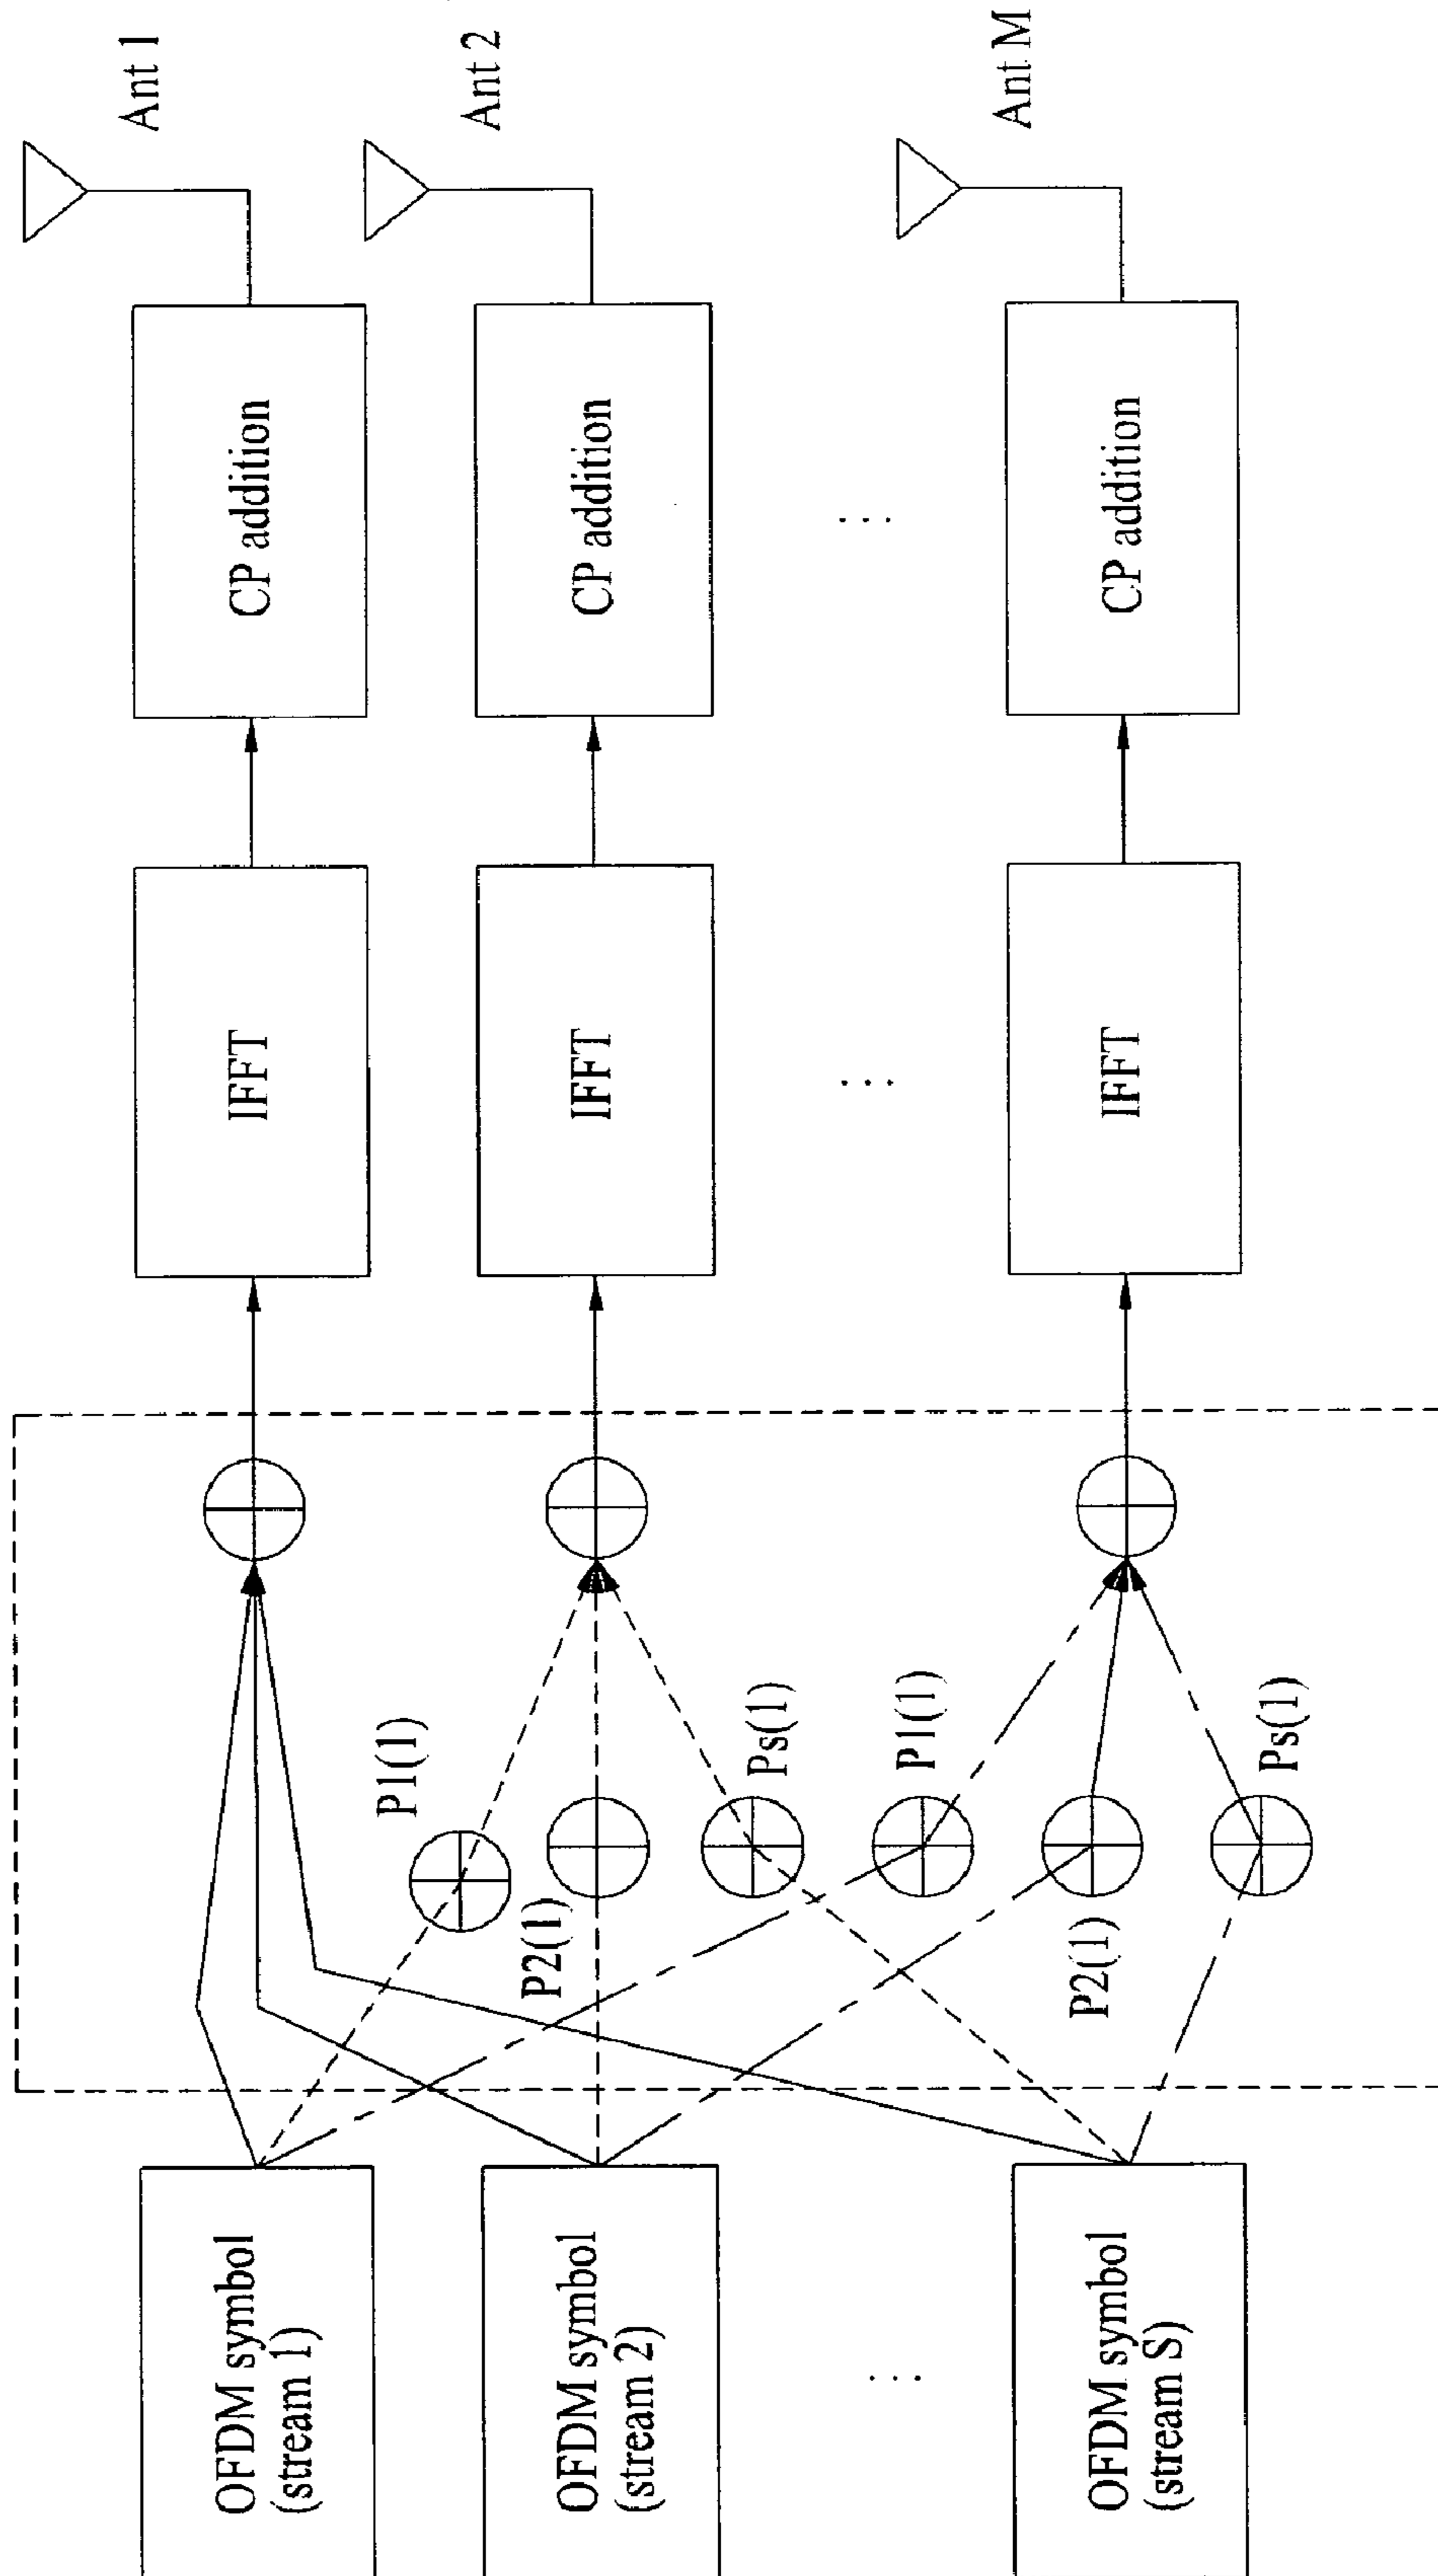 OFDM symbol
(stream 1)
P1(1)
IFFT
CP addition
Ant 1
OFDM symbol
(stream 2)
P2(1)
Ps(1)
IFFT
CP addition
Ant 2
...
...
...
P1(1)
P2(1)
Ps(1)
OFDM symbol
(stream S)
IFFT
CP addition
Ant M